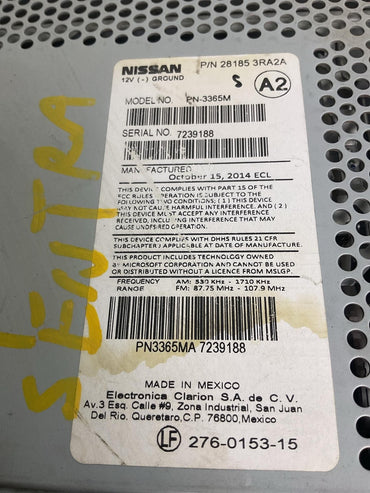 NISSAN P/N 28185 3RA2A
12V (-) GROUND
S
A2
MODEL NO. PN-3365M
SERIAL NO. 7239188
MANUFACTURED
October 15, 2014 ECL
THIS DEVICE COMPLIES WITH PART 15 OF THE
FCC RULES OPERATION IS SUBJECT TO THE
FOLLOWING TWO CONDITIONS; ( 1 ) THIS DEVICE
MAY NOT CAUSE HARMFUL INTERFERENCE, AND ( 2 )
THIS DEVICE MUST ACCEPT ANY INTERFERENCE
RECEIVED, INCLUDING INTERFERENCE THAT MAY
CAUSE UNDESIRED OPERATION.
THIS DEVICE COMPLIES WITH DHHS RULES 21 CFR
SUBCHAPTER J APPLICABLE AT DATE OF MANUFACTURE.
THIS PRODUCT INCLUDES TECHNOLOGY OWNED
BY MICROSOFT CORPORATION AND CANNOT BE USED
OR DISTRIBUTED WITHOUT A LICENCE FROM MSLGP.
FREQUENCY AM: 530 KHz - 1710 KHz
RANGE FM: 87.75 MHz - 107.9 MHz
PN3365MA 7239188
MADE IN MEXICO
Electronica Clarion S.A. de C. V.
Av.3 Esq. Calle #9, Zona Industrial, San Juan
Del Rio, Queretaro,C.P. 76800,Mexico
LF 276-0153-15
SENTRA